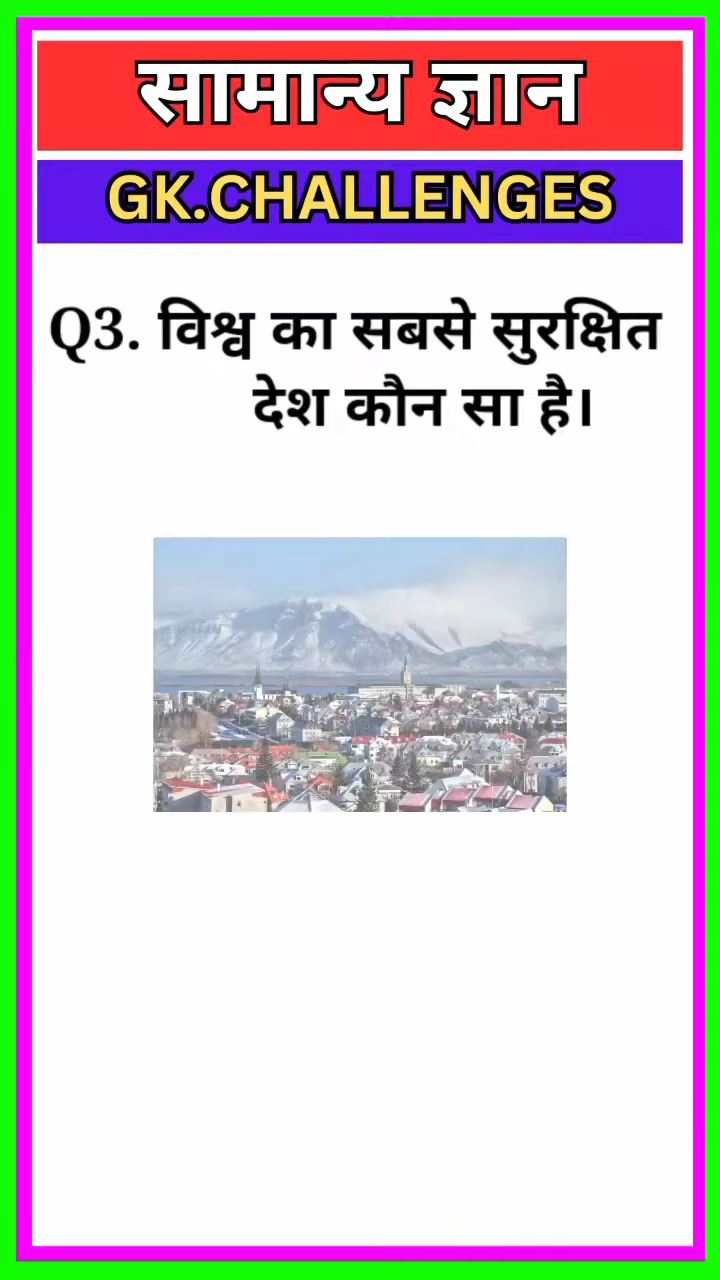 सामान्य ज्ञान
GK.CHALLENGES
Q3. विश्व का सबसे सुरक्षित
देश कौन सा है।